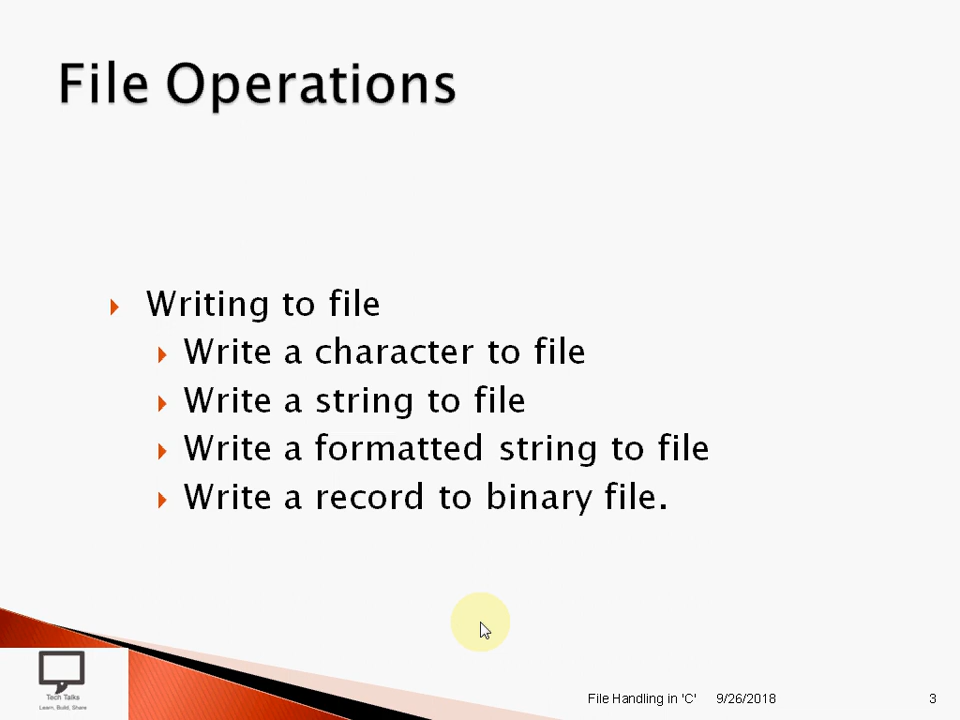 File Operations
Writing to file
Write a character to file
Write a string to file
Write a formatted string to file
Write a record to binary file.
Tech Talks
Learn, Build, Share
File Handling in 'C' 9/26/2018 3